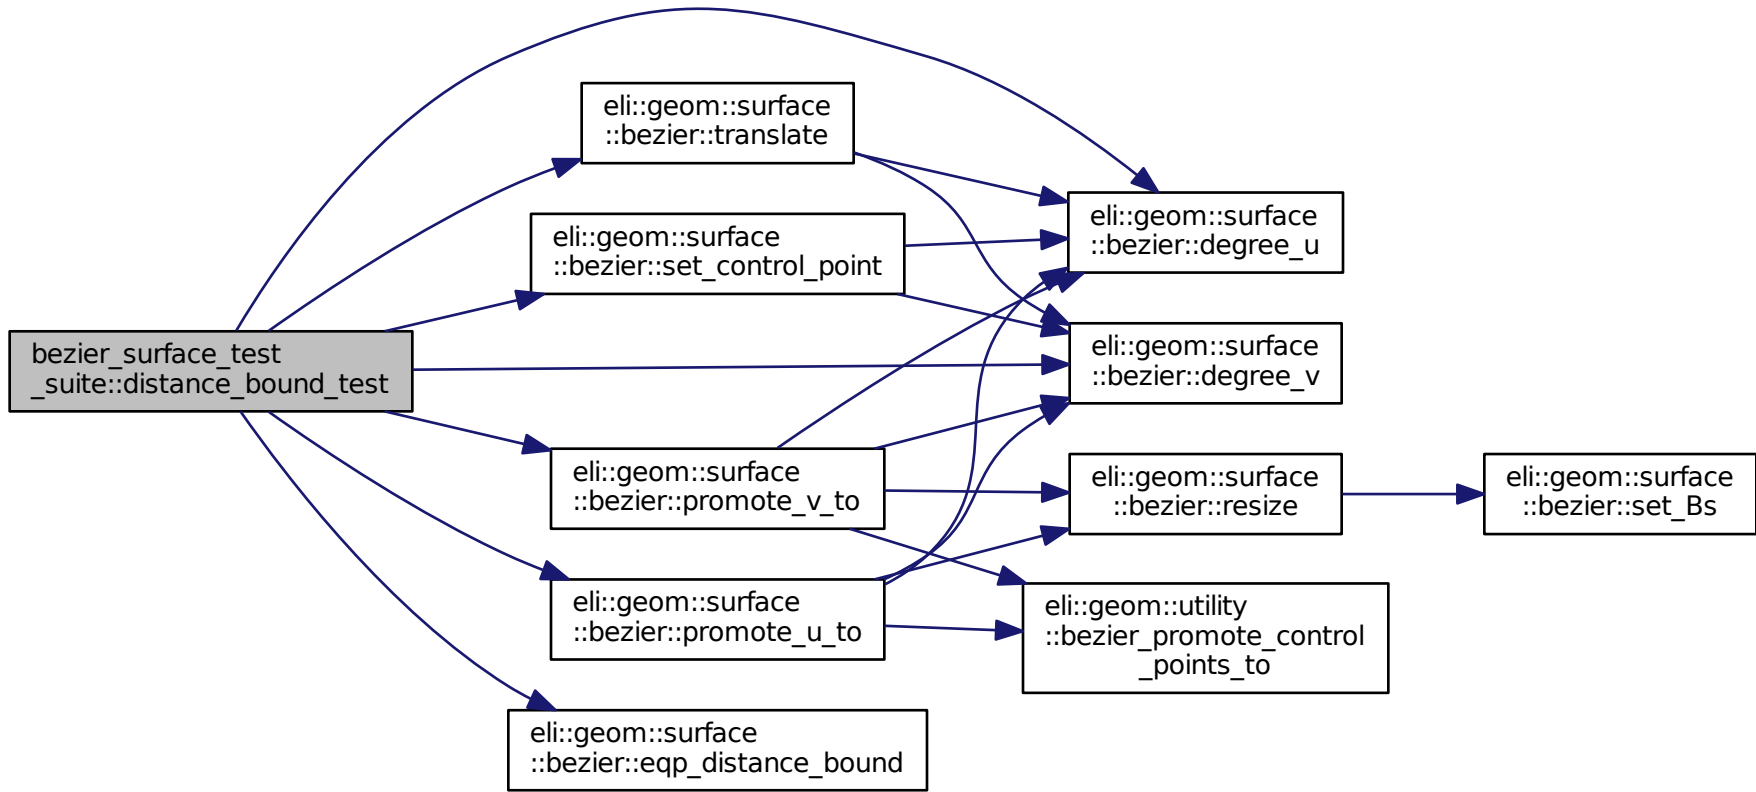 bezier_surface_test
_suite::distance_bound_test
eli::geom::surface
::bezier::translate
eli::geom::surface
::bezier::set_control_point
eli::geom::surface
::bezier::promote_v_to
eli::geom::surface
::bezier::promote_u_to
eli::geom::surface
::bezier::eqp_distance_bound
eli::geom::surface
::bezier::degree_u
eli::geom::surface
::bezier::degree_v
eli::geom::surface
::bezier::resize
eli::geom::utility
::bezier_promote_control
_points_to
eli::geom::surface
::bezier::set_Bs